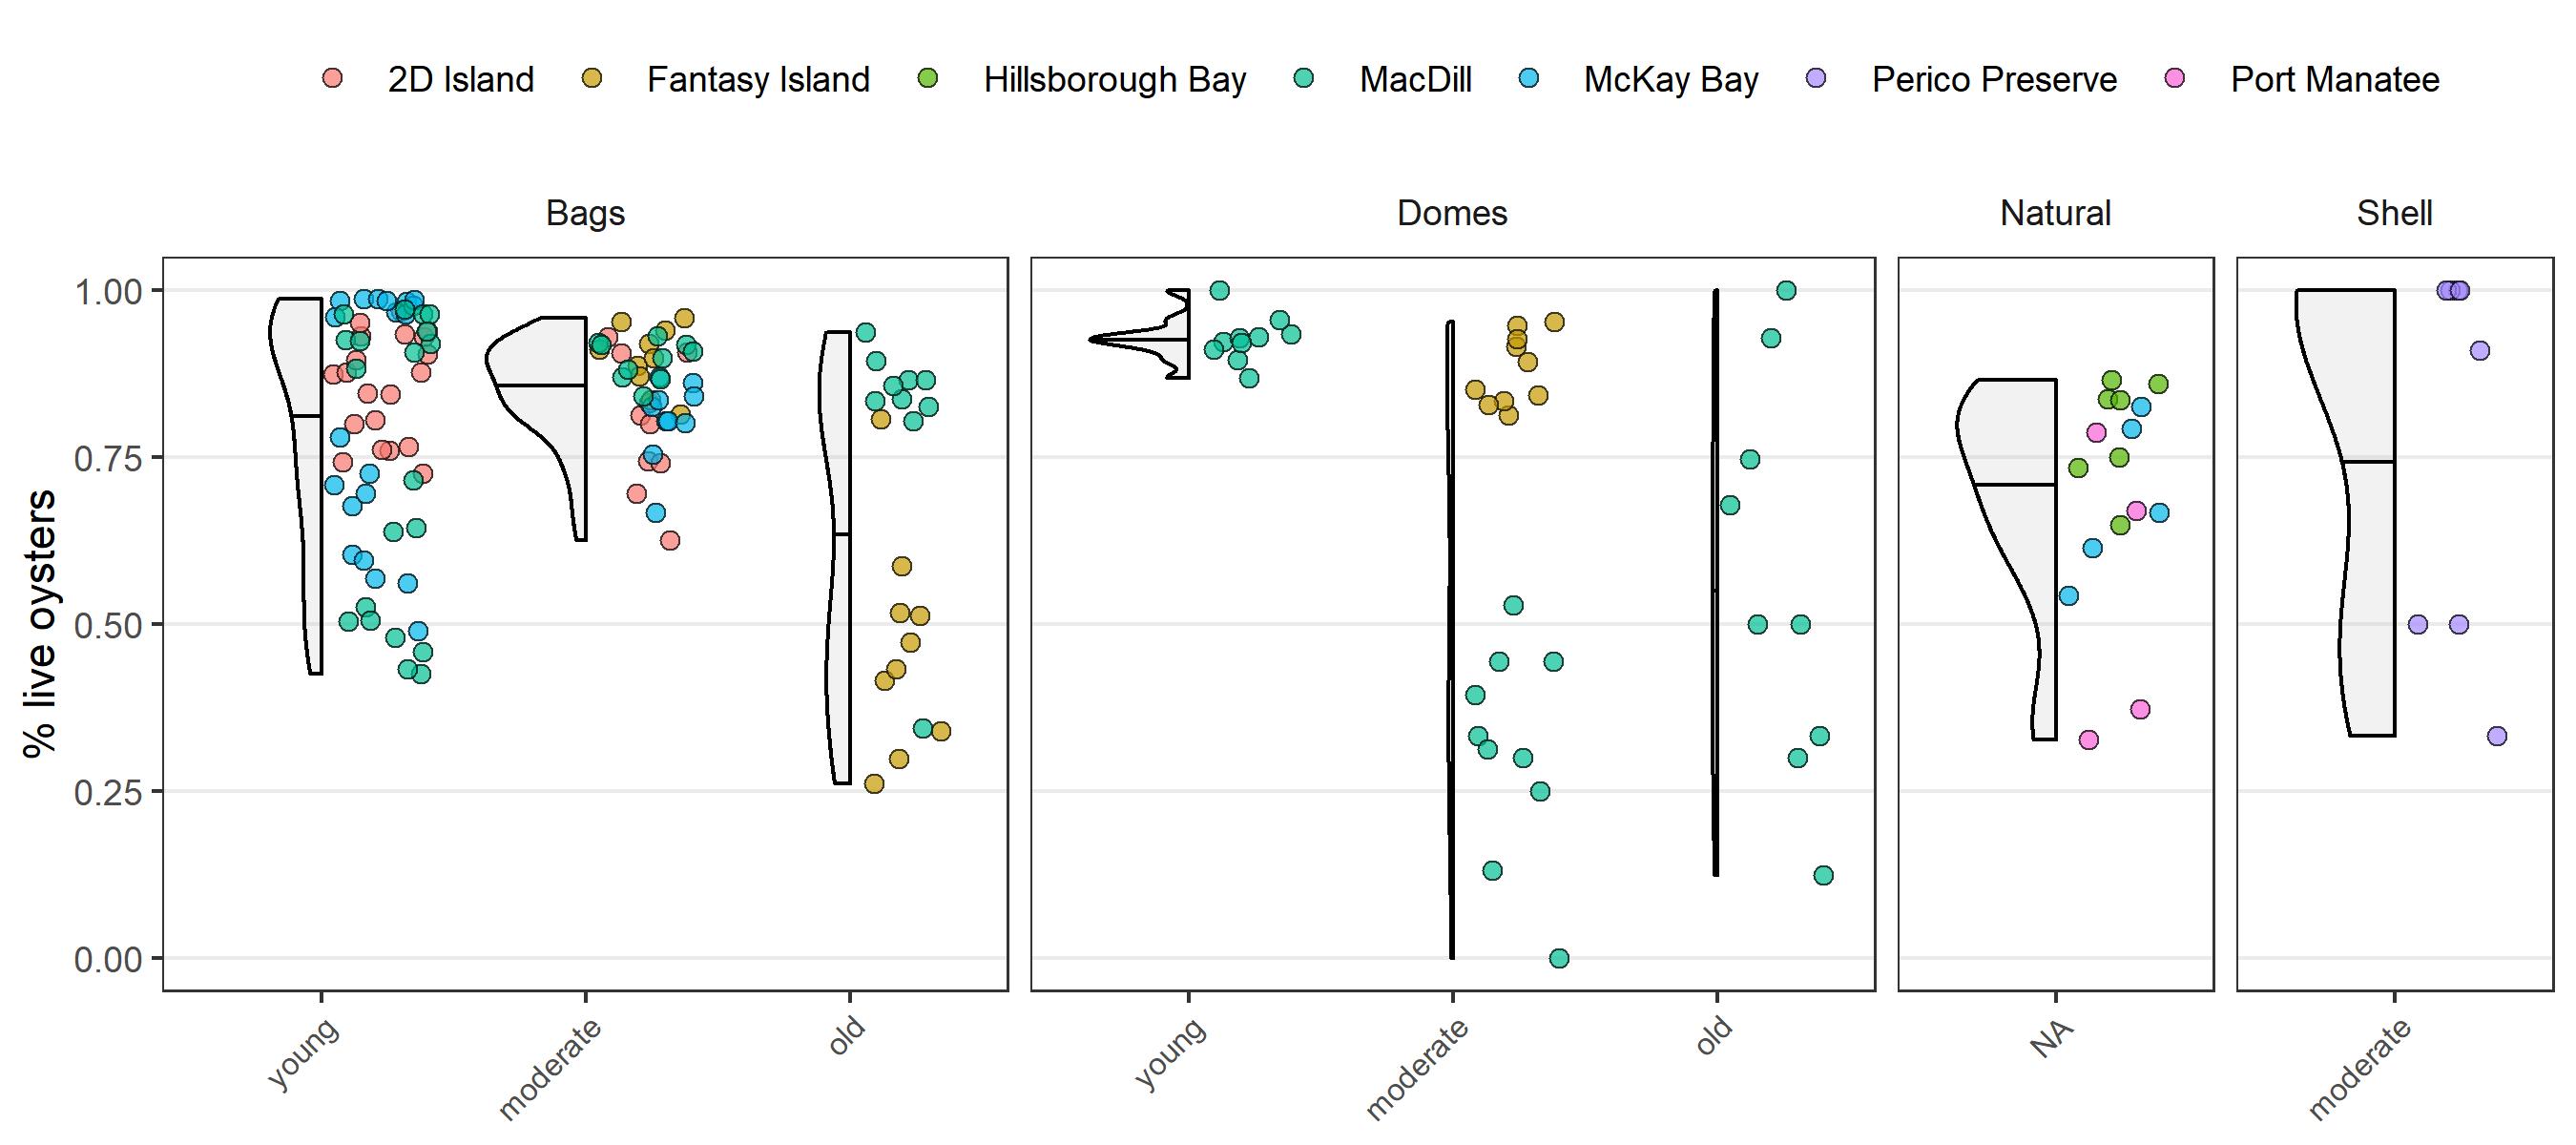 2D Island Fantasy Island Hillsborough Bay MacDill McKay Bay Perico Preserve Port Manatee
Bags Domes Natural Shell
% live oysters
1.00
0.75
0.50
0.25
0.00
young moderate old young moderate old NA moderate